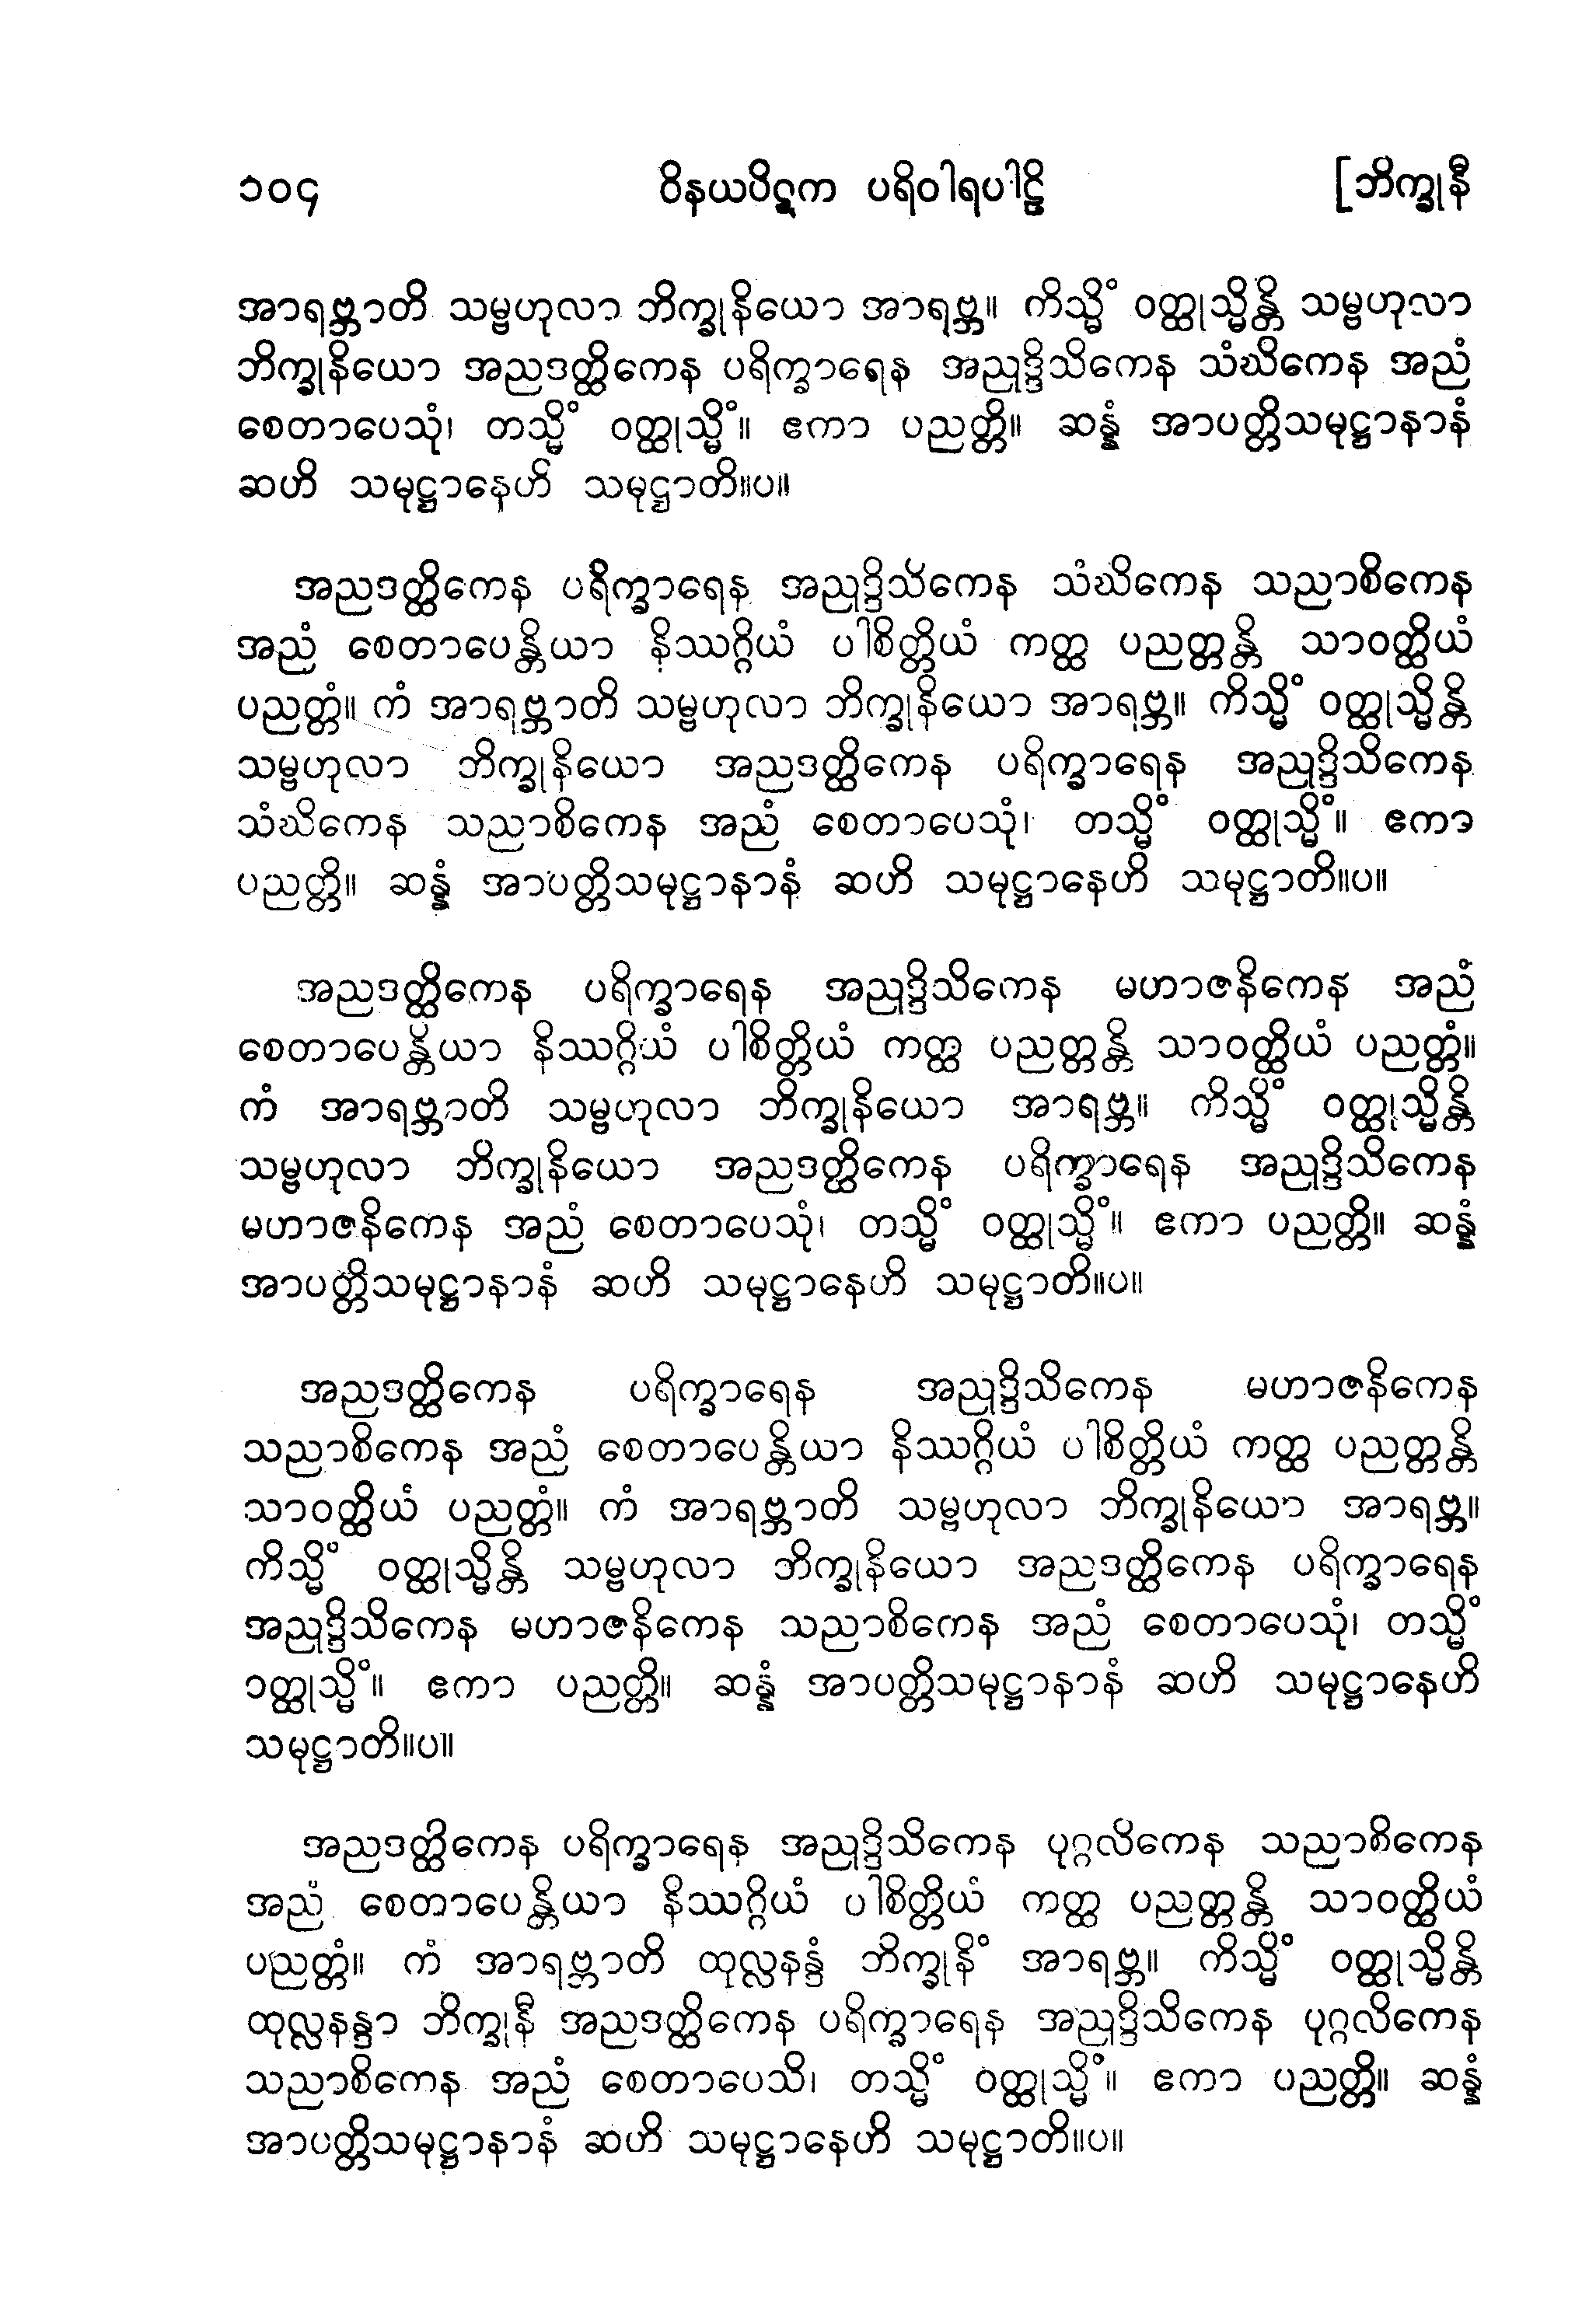 ၁၀၄ ဝိနယပိဋက ပရိဝါရပါဠိ [ဘိက္ခုနီ
အာရဗ္ဘာတိ သမ္ဗဟုလာ ဘိက္ခုနိယော အာရဗ္ဘ။ ကိသ္မိံ ဝတ္ထုသ္မိန္တိ သမ္ဗဟုလာ
ဘိက္ခုနိယော အညဒတ္ထိကေန ပရိက္ခာရေန အညုဒ္ဒိသိကေန သံဃိကေန အညံ
စေတာပေသုံ၊ တသ္မိံ ဝတ္ထုသ္မိံ။ ဧကာ ပညတ္တိ။ ဆန္နံ အာပတ္တိသမုဋ္ဌာနာနံ
ဆဟိ သမုဋ္ဌာနေဟိ သမုဋ္ဌာတိ။ပ။
အညဒတ္ထိကေန ပရိက္ခာရေန အညုဒ္ဒိသိကေန သံဃိကေန သညာစိကေန
အညံ စေတာပေန္တိယာ နိဿဂ္ဂိယံ ပါစိတ္တိယံ ကတ္ထ ပညတ္တန္တိ သာဝတ္ထိယံ
ပညတ္တံ။ ကံ အာရဗ္ဘာတိ သမ္ဗဟုလာ ဘိက္ခုနိယော အာရဗ္ဘ။ ကိသ္မိံ ဝတ္ထုသ္မိန္တိ
သမ္ဗဟုလာ ဘိက္ခုနိယော အညဒတ္ထိကေန ပရိက္ခာရေန အညုဒ္ဒိသိကေန
သံဃိကေန သညာစိကေန အညံ စေတာပေသုံ၊ တသ္မိံ ဝတ္ထုသ္မိံ။ ဧကာ
ပညတ္တိ။ ဆန္နံ အာပတ္တိသမုဋ္ဌာနာနံ ဆဟိ သမုဋ္ဌာနေဟိ သမုဋ္ဌာတိ။ပ။
အညဒတ္ထိကေန ပရိက္ခာရေန အညုဒ္ဒိသိကေန မဟာဇနိကေန အညံ
စေတာပေန္တိယာ နိဿဂ္ဂိယံ ပါစိတ္တိယံ ကတ္ထ ပညတ္တန္တိ သာဝတ္ထိယံ ပညတ္တံ။
ကံ အာရဗ္ဘာတိ သမ္ဗဟုလာ ဘိက္ခုနိယော အာရဗ္ဘ။ ကိသ္မိံ ဝတ္ထုသ္မိန္တိ
သမ္ဗဟုလာ ဘိက္ခုနိယော အညဒတ္ထိကေန ပရိက္ခာရေန အညုဒ္ဒိသိကေန
မဟာဇနိကေန အညံ စေတာပေသုံ၊ တသ္မိံ ဝတ္ထုသ္မိံ။ ဧကာ ပညတ္တိ။ ဆန္နံ
အာပတ္တိသမုဋ္ဌာနာနံ ဆဟိ သမုဋ္ဌာနေဟိ သမုဋ္ဌာတိ။ပ။
အညဒတ္ထိကေန ပရိက္ခာရေန အညုဒ္ဒိသိကေန မဟာဇနိကေန
သညာစိကေန အညံ စေတာပေန္တိယာ နိဿဂ္ဂိယံ ပါစိတ္တိယံ ကတ္ထ ပညတ္တန္တိ
သာဝတ္ထိယံ ပညတ္တံ။ ကံ အာရဗ္ဘာတိ သမ္ဗဟုလာ ဘိက္ခုနိယော အာရဗ္ဘ။
ကိသ္မိံ ဝတ္ထုသ္မိန္တိ သမ္ဗဟုလာ ဘိက္ခုနိယော အညဒတ္ထိကေန ပရိက္ခာရေန
အညုဒ္ဒိသိကေန မဟာဇနိကေန သညာစိကေန အညံ စေတာပေသုံ၊ တသ္မိံ
ဝတ္ထုသ္မိံ။ ဧကာ ပညတ္တိ။ ဆန္နံ အာပတ္တိသမုဋ္ဌာနာနံ ဆဟိ သမုဋ္ဌာနေဟိ
သမုဋ္ဌာတိ။ပ။
အညဒတ္ထိကေန ပရိက္ခာရေန အညုဒ္ဒိသိကေန ပုဂ္ဂလိကေန သညာစိကေန
အညံ စေတာပေန္တိယာ နိဿဂ္ဂိယံ ပါစိတ္တိယံ ကတ္ထ ပညတ္တန္တိ သာဝတ္ထိယံ
ပညတ္တံ။ ကံ အာရဗ္ဘာတိ ထုလ္လနန္ဒံ ဘိက္ခုနိံ အာရဗ္ဘ။ ကိသ္မိံ ဝတ္ထုသ္မိန္တိ
ထုလ္လနန္ဒာ ဘိက္ခုနီ အညဒတ္ထိကေန ပရိက္ခာရေန အညုဒ္ဒိသိကေန ပုဂ္ဂလိကေန
သညာစိကေန အညံ စေတာပေသိ၊ တသ္မိံ ဝတ္ထုသ္မိံ။ ဧကာ ပညတ္တိ။ ဆန္နံ
အာပတ္တိသမုဋ္ဌာနာနံ ဆဟိ သမုဋ္ဌာနေဟိ သမုဋ္ဌာတိ။ပ။